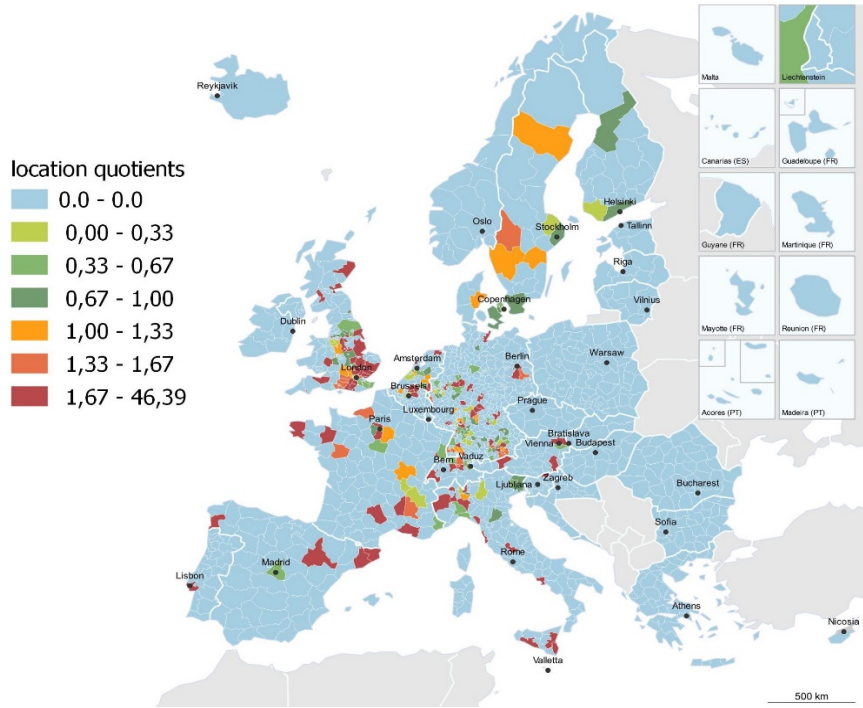 Malta
Liechtenstein
Canarias (ES)
Guadeloupe (FR)
Guyane (FR)
Martinique (FR)
Mayotte (FR)
Reunion (FR)
Acores (PT)
Madeira (PT)
location quotients
0.0 - 0.0
0,00 - 0,33
0,33 - 0,67
0,67 - 1,00
1,00 - 1,33
1,33 - 1,67
1,67 - 46,39
Reykjavik
Oslo
Stockholm
Helsinki
Tallinn
Riga
Vilnius
Copenhagen
Dublin
London
Amsterdam
Berlin
Warsaw
Brussels
Luxembourg
Prague
Paris
Bratislava
Vienna
Budapest
Bern
Vaduz
Ljubljana
Zagreb
Bucharest
Sofia
Madrid
Rome
Lisbon
Athens
Nicosia
Valletta
500 km